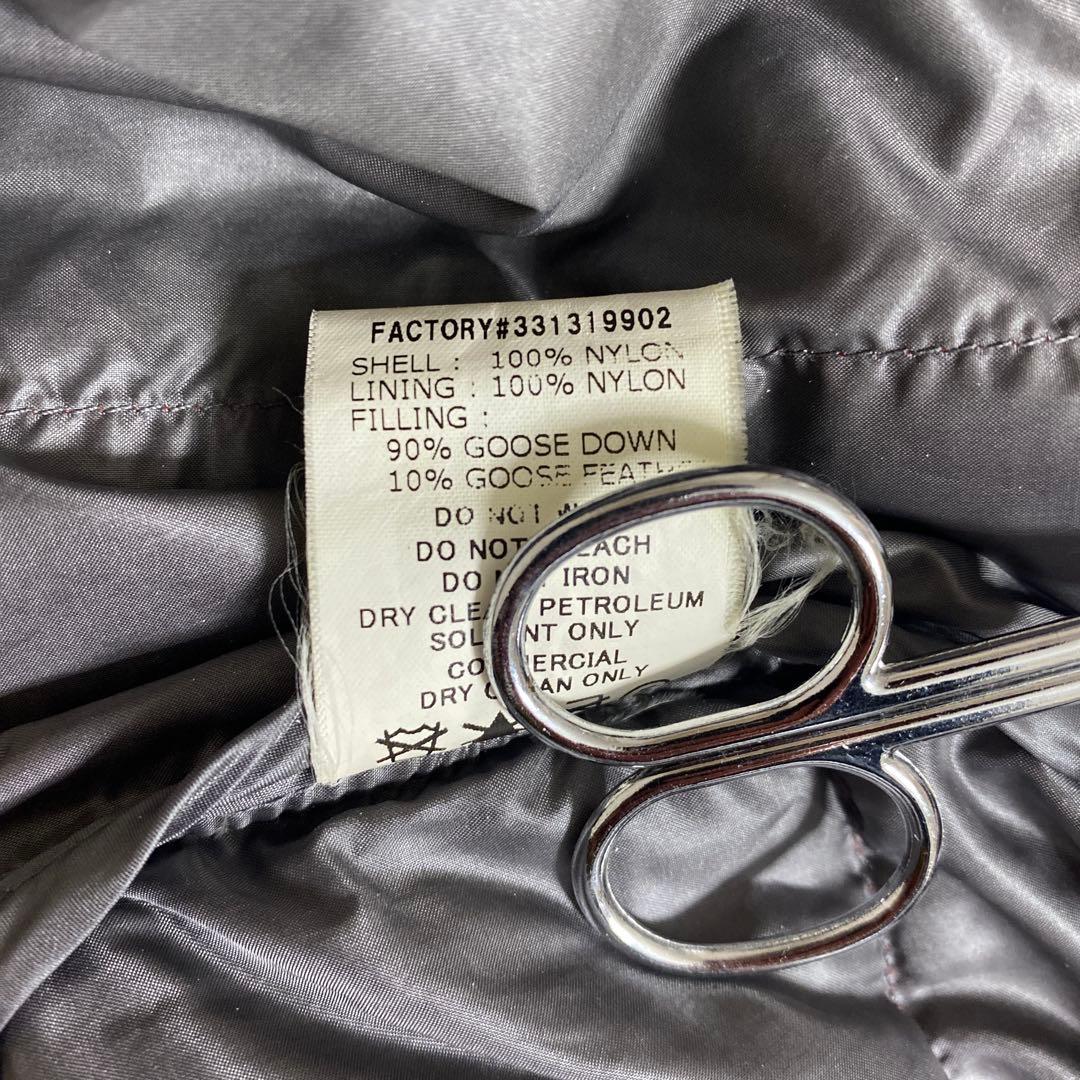 FACTORY#331319902
SHELL : 100% NYLON
LINING : 100% NYLON
FILLING :
90% GOOSE DOWN
10% GOOSE
DO NOT
DO NOT
DO IRON
DRY PETROLEUM
ONLY
DRY ONLY